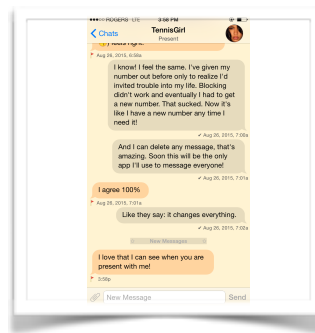 ROGERS LTE 3:58 PM
Chats
TennisGirl
Present
Aug 26, 2015, 6:58a
I know! I feel the same. I've given my
number out before only to realize I'd
invited trouble into my life. Blocking
didn't work and eventually I had to get
a new number. That sucked. Now it's
like I have a new number any time I
need it!
✓ Aug 26, 2015, 7:00a
And I can delete any message, that's
amazing. Soon this will be the only
app I'll use to message everyone!
✓ Aug 26, 2015, 7:01a
I agree 100%
Aug 26, 2015, 7:01a
Like they say: it changes everything.
✓ Aug 26, 2015, 7:02a
New Messages
I love that I can see when you are
present with me!
3:58p
New Message
Send